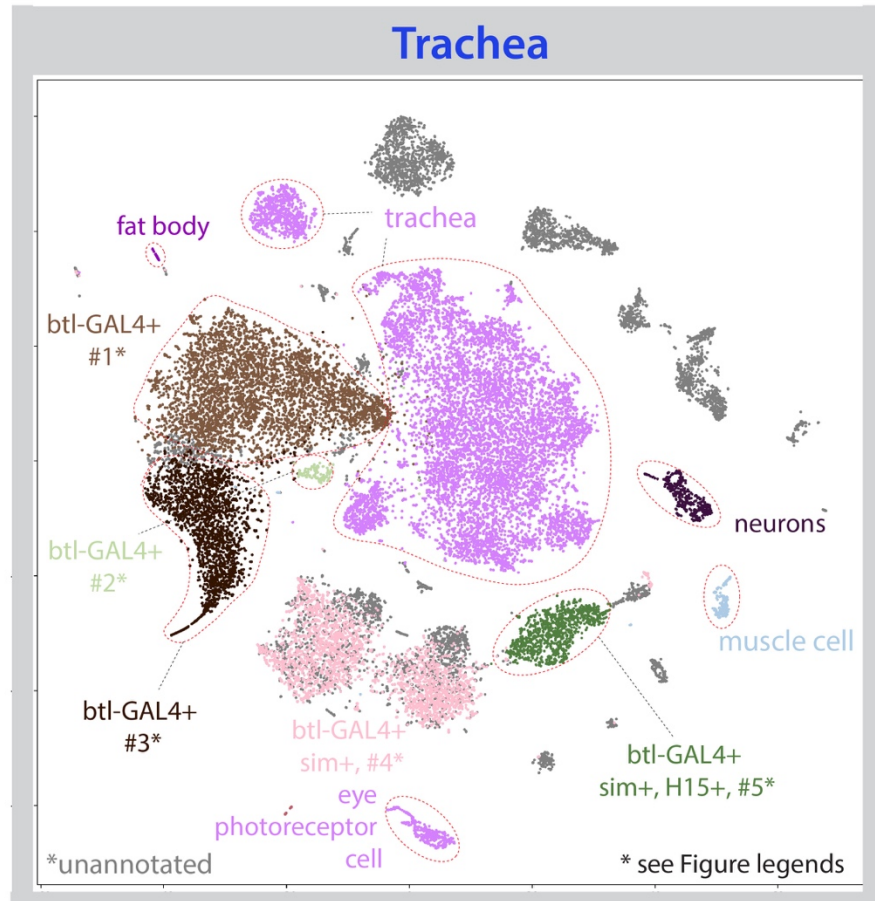 Trachea
trachea
fat body
btl-GAL4+
#1*
btl-GAL4+
#2*
neurons
muscle cell
btl-GAL4+
#3*
btl-GAL4+
sim+, #4*
btl-GAL4+
sim+, H15+, #5*
eye
photoreceptor
cell
*unannotated
* see Figure legends